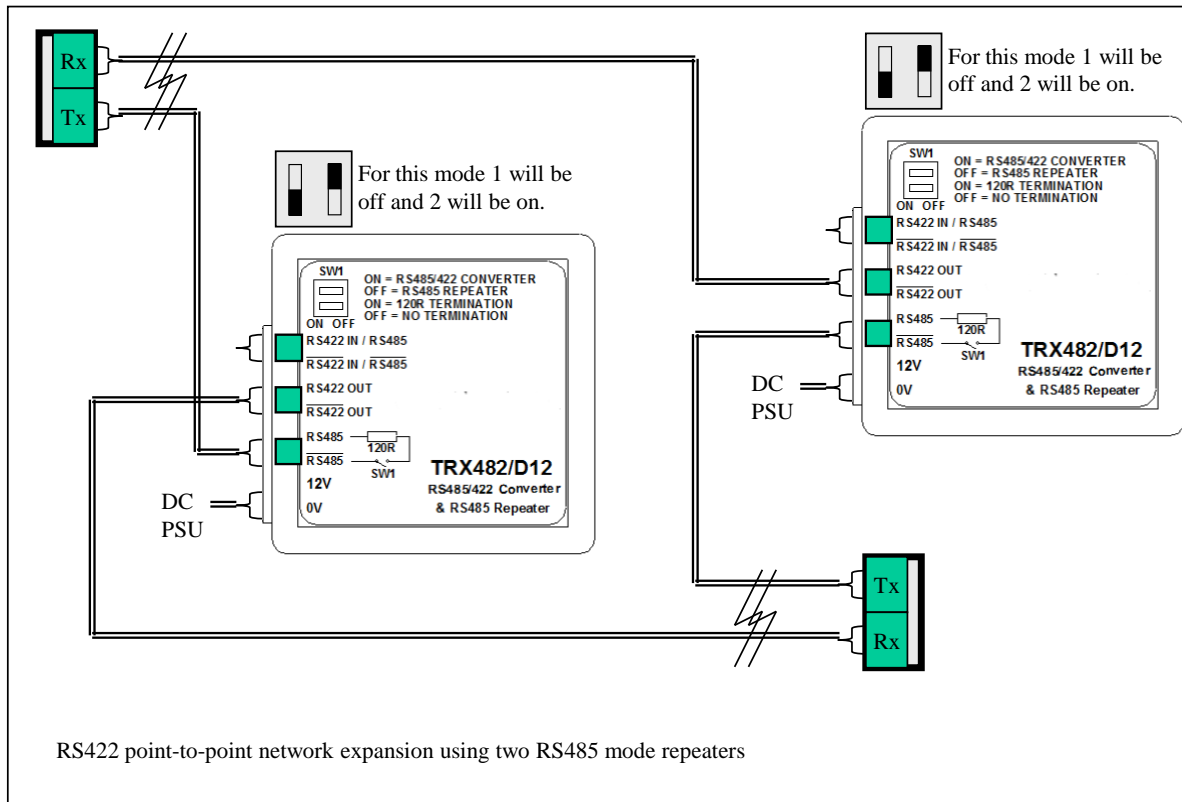 Rx
Tx
For this mode 1 will be
off and 2 will be on.
SW1
ON OFF
ON = RS485/422 CONVERTER
OFF = RS485 REPEATER
ON = 120R TERMINATION
OFF = NO TERMINATION
RS422 IN / RS485
RS422 IN / RS485
RS422 OUT
RS422 OUT
RS485
RS485
120R
SW1
12V
0V
TRX482/D12
RS485/422 Converter
& RS485 Repeater
DC
PSU
For this mode 1 will be
off and 2 will be on.
SW1
ON OFF
ON = RS485/422 CONVERTER
OFF = RS485 REPEATER
ON = 120R TERMINATION
OFF = NO TERMINATION
RS422 IN / RS485
RS422 IN / RS485
RS422 OUT
RS422 OUT
RS485
RS485
120R
SW1
12V
0V
TRX482/D12
RS485/422 Converter
& RS485 Repeater
DC
PSU
Tx
Rx
RS422 point-to-point network expansion using two RS485 mode repeaters